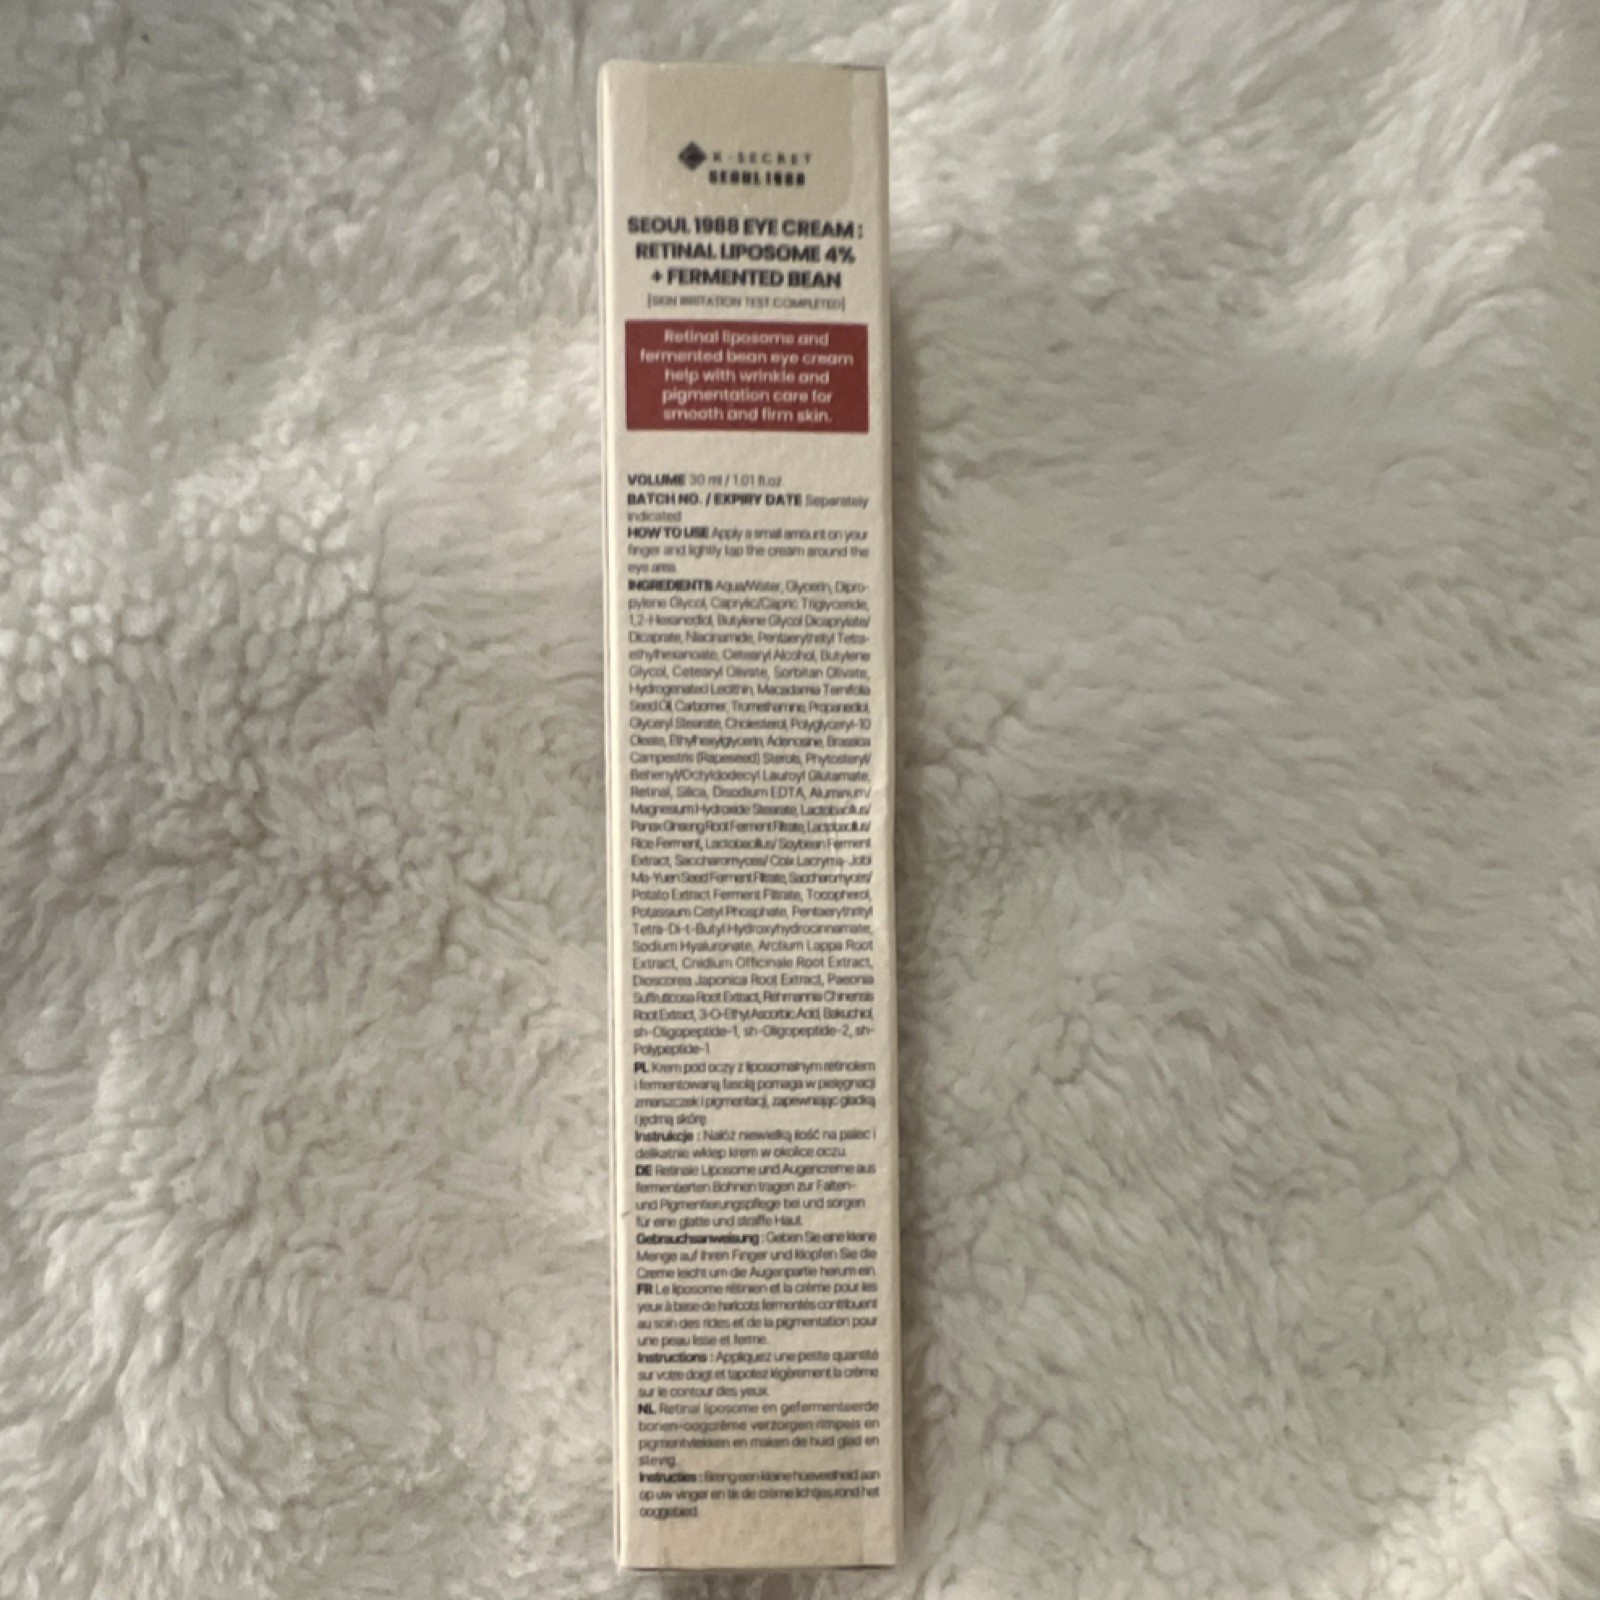 K-SECRET
SEOUL 1988
SEOUL 1988 EYE CREAM :
RETINAL LIPOSOME 4%
+ FERMENTED BEAN
[SKIN IRRITATION TEST COMPLETED]
Retinal liposome and
fermented bean eye cream
help with wrinkle and
pigmentation care for
smooth and firm skin.
VOLUME 30 ml / 1.01 fl.oz
BATCH NO. / EXPIRY DATE Separately
indicated
HOW TO USE Apply a small amount on your
finger and lightly tap the cream around the
eye area.
INGREDIENTS Aqua/Water, Glycerin, Dipro-
pylene Glycol, Caprylic/Capric Triglyceride,
1,2-Hexanediol, Butylene Glycol Dicaprylate/
Dicaprate, Niacinamide, Pentaerythrityl Tetra-
ethylhexanoate, Cetearyl Alcohol, Butylene
Glycol, Cetearyl Olivate, Sorbitan Olivate,
Hydrogenated Lecithin, Macadamia Ternifolia
Seed Oil, Carbomer, Tromethamine, Propanediol,
Glyceryl Stearate, Cholesterol, Polyglyceryl-10
Oleate, Ethylhexylglycerin, Adenosine, Brassica
Campestris (Rapeseed) Sterols, Phytosteryl/
Behenyl/Octyldodecyl Lauroyl Glutamate,
Retinal, Silica, Disodium EDTA, Aluminum/
Magnesium Hydroxide Stearate, Lactobacillus/
Panax Ginseng Root Ferment Filtrate, Lactobacillus/
Rice Ferment, Lactobacillus/ Soybean Ferment
Extract, Saccharomyces/ Coix Lacryma-Jobi
Ma-Yuen Seed Ferment Filtrate, Saccharomyces/
Potato Extract Ferment Filtrate, Tocopherol,
Potassium Cetyl Phosphate, Pentaerythrityl
Tetra-Di-t-Butyl Hydroxyhydrocinnamate,
Sodium Hyaluronate, Arctium Lappa Root
Extract, Cnidium Officinale Root Extract,
Dioscorea Japonica Root Extract, Paeonia
Suffruticosa Root Extract, Rehmannia Chinensis
Root Extract, 3-O-Ethyl Ascorbic Acid, Bakuchiol,
sh-Oligopeptide-1, sh-Oligopeptide-2, sh-
Polypeptide-1
PL Krem pod oczy z liposomalnym retinolem
i fermentowaną fasolą pomaga w pielęgnacji
zmarszczek i pigmentacji, zapewniając gładką
i jędrną skórę.
Instrukcje : Nałóż niewielką ilość na palec i
delikatnie wklep krem w okolice oczu.
DE Retinale Liposome und Augencreme aus
fermentierten Bohnen tragen zur Falten-
und Pigmentierungspflege bei und sorgen
für eine glatte und straffe Haut.
Gebrauchsanweisung : Geben Sie eine kleine
Menge auf Ihren Finger und klopfen Sie die
Creme leicht um die Augenpartie herum ein.
FR Le liposome rétinien et la crème pour les
yeux à base de haricots fermentés contribuent
au soin des rides et de la pigmentation pour
une peau lisse et ferme.
Instructions : Appliquez une petite quantité
sur votre doigt et tapotez légèrement la crème
sur le contour des yeux.
NL Retinal liposome en gefermenteerde
bonen-oogcrème verzorgen rimpels en
pigmentvlekken en maken de huid glad en
stevig.
Instructies : Breng een kleine hoeveelheid aan
op uw vinger en tik de crème lichtjes rond het
ooggebied.